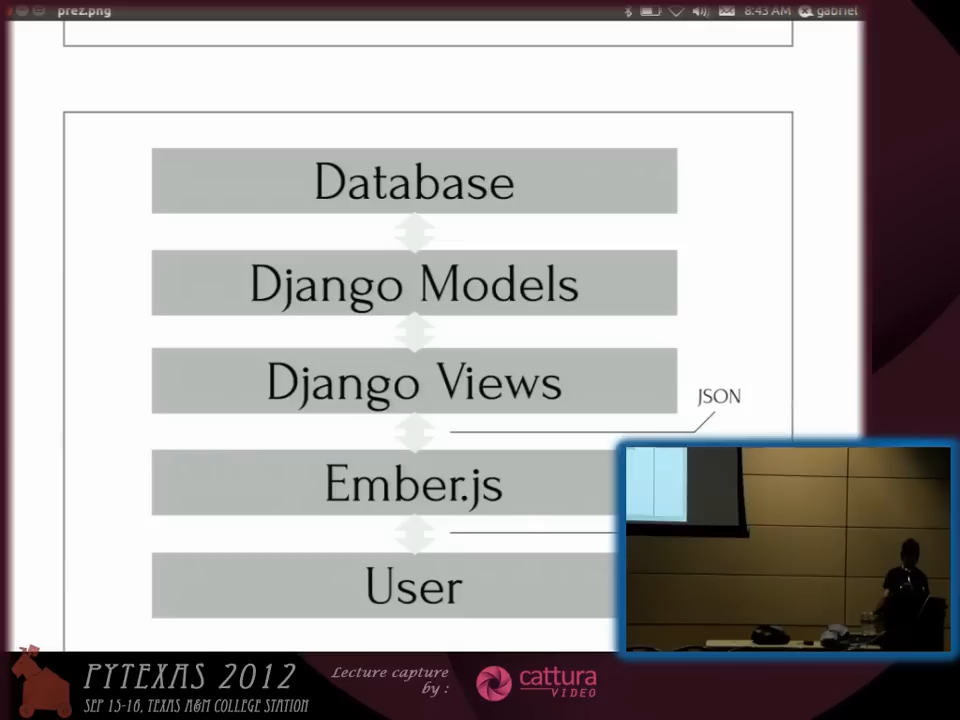 prez.png
8:43 AM gabriel
Database
Django Models
Django Views
JSON
Ember.js
User
PYTEXAS 2012
SEP 15-16, TEXAS A&M COLLEGE STATION
Lecture capture
by :
cattura
VIDEO